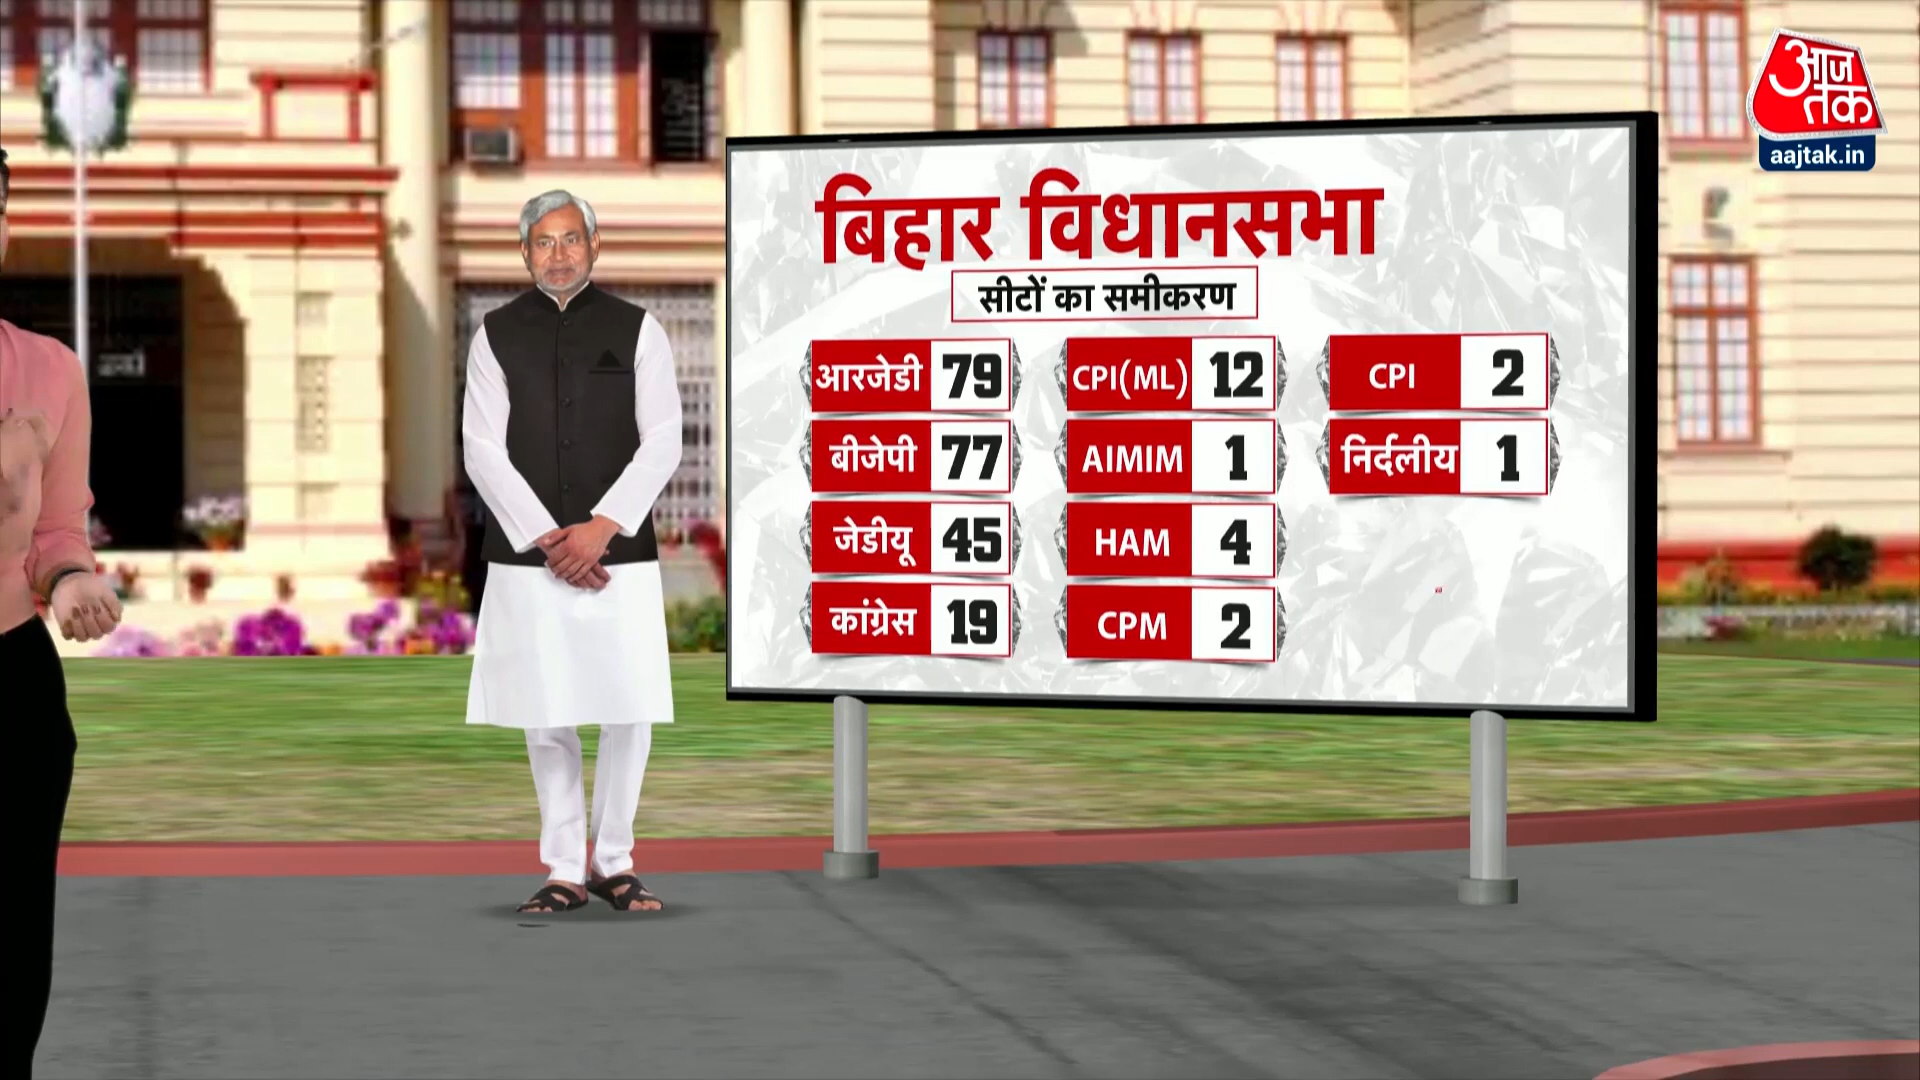 आज
तक
aajtak.in
बिहार विधानसभा
सीटों का समीकरण
आरजेडी 79
बीजेपी 77
जेडीयू 45
कांग्रेस 19
CPI(ML) 12
AIMIM 1
HAM 4
CPM 2
CPI 2
निर्दलीय 1